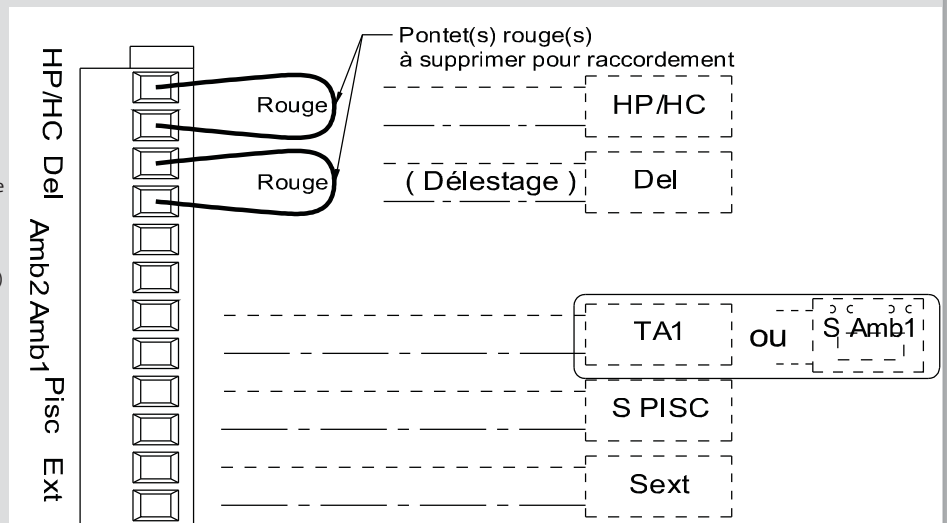 Pontet(s) rouge(s)
à supprimer pour raccordement
HP/HC
Rouge
HP/HC
Del
Rouge
( Délestage )
Del
Amb2
Amb1
TA1
ou
S Amb1
Pisc
S PISC
Ext
Sext
e
)